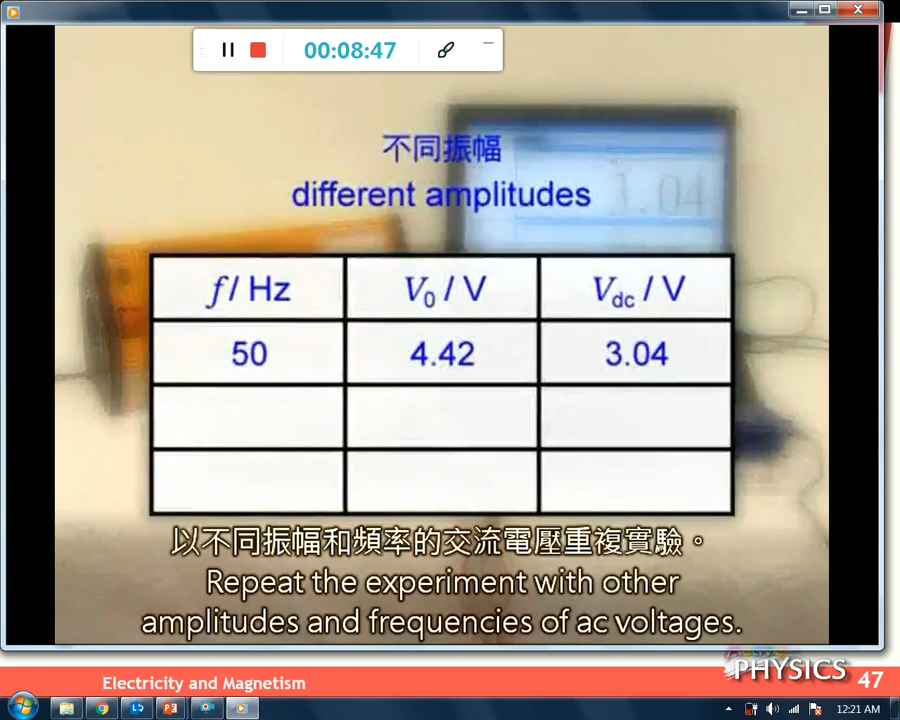 00:08:47
不同振幅
different amplitudes
3.04
f / Hz V₀ / V Vdc / V
50 4.42 3.04
以不同振幅和頻率的交流電壓重複實驗。
Repeat the experiment with other
amplitudes and frequencies of ac voltages.
Active
PHYSICS 47
Electricity and Magnetism
12:21 AM